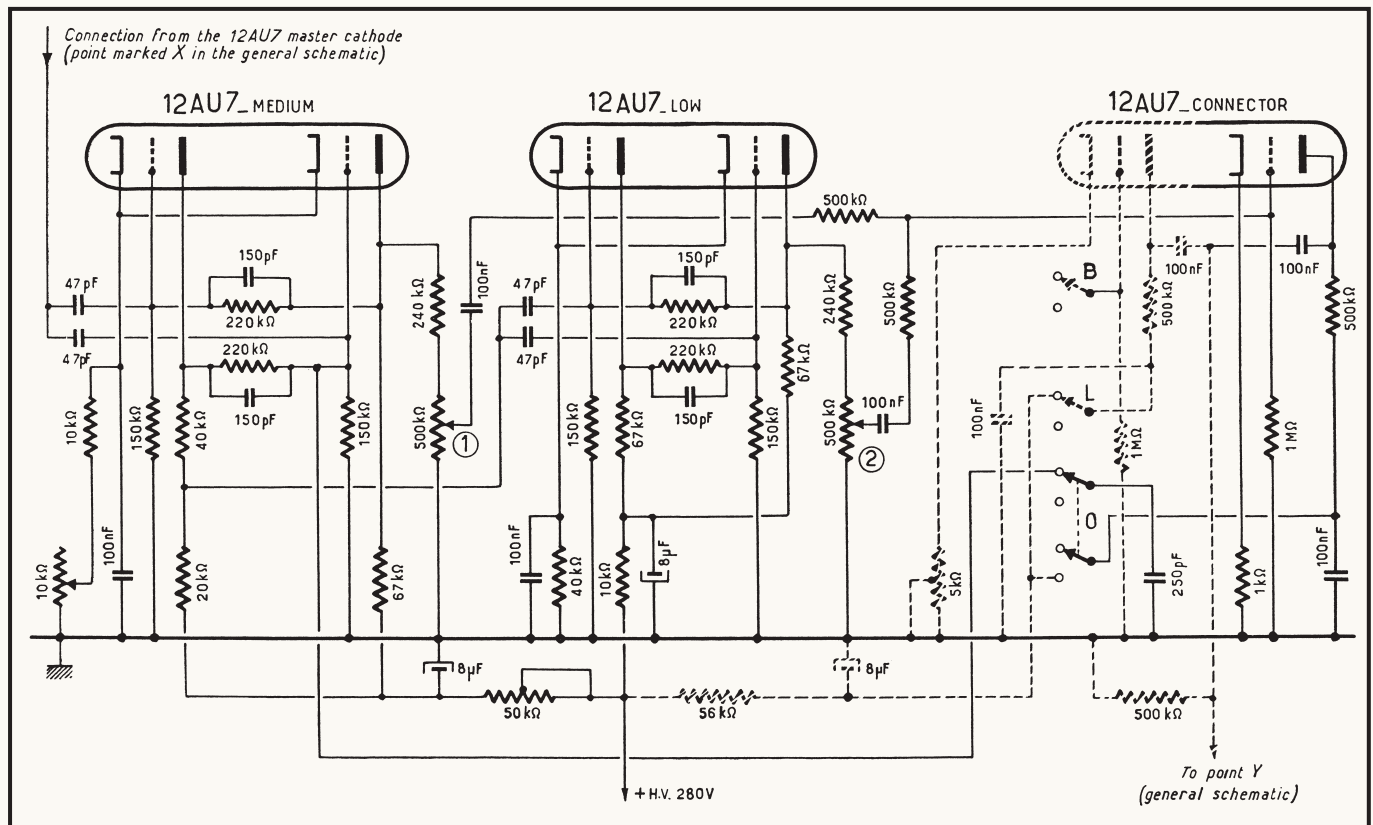 Connection from the 12AU7 master cathode
(point marked X in the general schematic)
12AU7_MEDIUM
12AU7_LOW
12AU7_CONNECTOR
500kΩ
150pF
47pF
220kΩ
220kΩ
47pF
150pF
10kΩ
150kΩ
40kΩ
150kΩ
240kΩ
500kΩ
1
100nF
47pF
47pF
150pF
220kΩ
220kΩ
150pF
150kΩ
67kΩ
150kΩ
67kΩ
240kΩ
500kΩ
500kΩ
100nF
2
B
100nF
100nF
500kΩ
500kΩ
L
100nF
1MΩ
1MΩ
O
10kΩ
100nF
20kΩ
67kΩ
100nF
40kΩ
10kΩ
8µF
5kΩ
250pF
1kΩ
100nF
8µF
8µF
50kΩ
56kΩ
500kΩ
+H.V. 280V
To point Y
(general schematic)